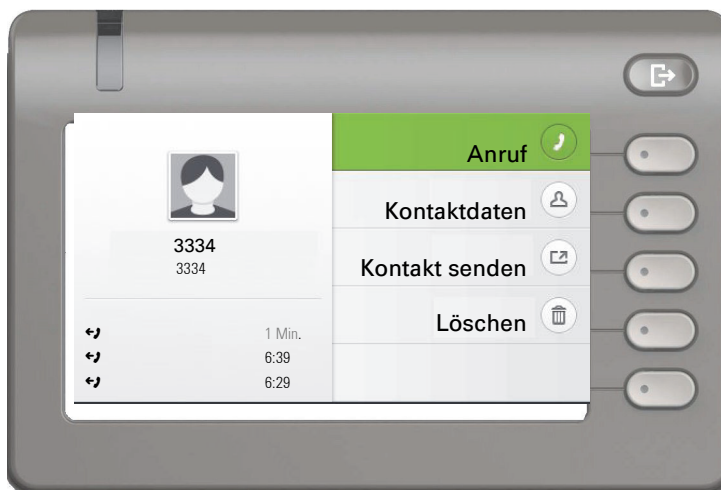 3334
3334
1 Min.
6:39
6:29
Anruf
Kontaktdaten
Kontakt senden
Löschen